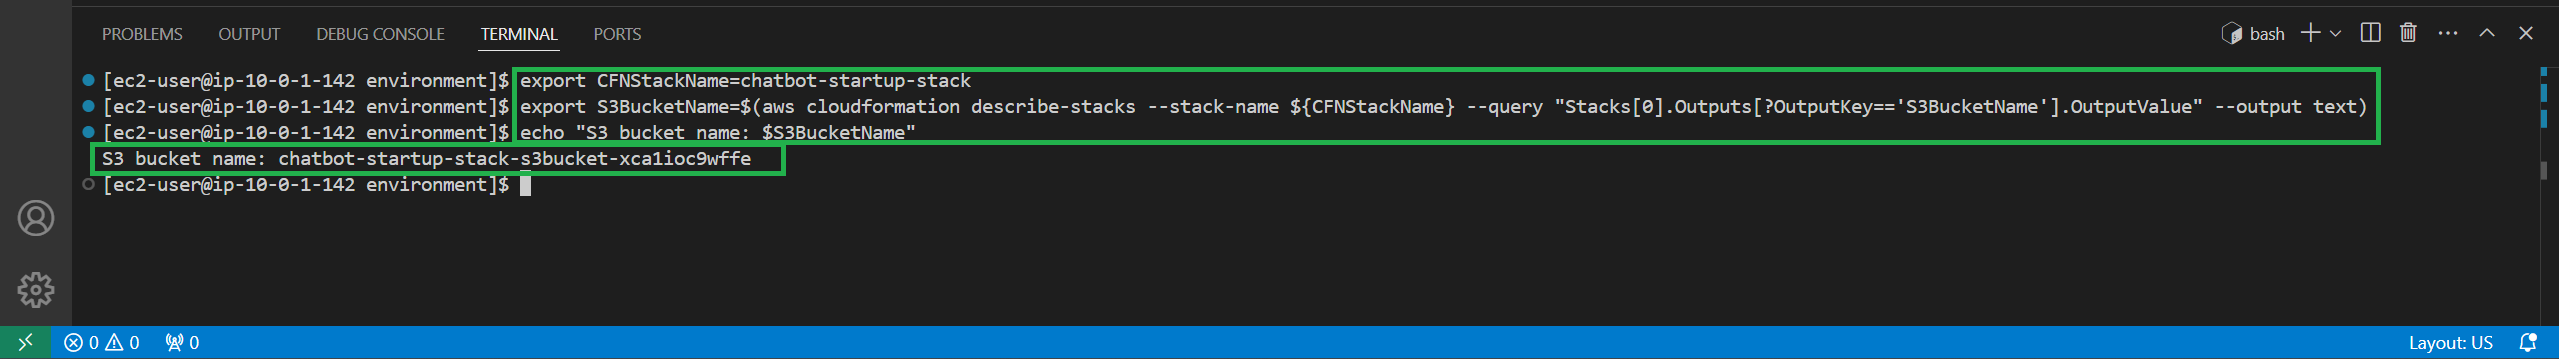 PROBLEMS OUTPUT DEBUG CONSOLE TERMINAL PORTS bash
[ec2-user@ip-10-0-1-142 environment]$ export CFNStackName=chatbot-startup-stack
[ec2-user@ip-10-0-1-142 environment]$ export S3BucketName=$(aws cloudformation describe-stacks --stack-name ${CFNStackName} --query "Stacks[0].Outputs[?OutputKey=='S3BucketName'].OutputValue" --output text)
[ec2-user@ip-10-0-1-142 environment]$ echo "S3 bucket name: $S3BucketName"
S3 bucket name: chatbot-startup-stack-s3bucket-xca1ioc9wffe
[ec2-user@ip-10-0-1-142 environment]$
0 0 0 Layout: US